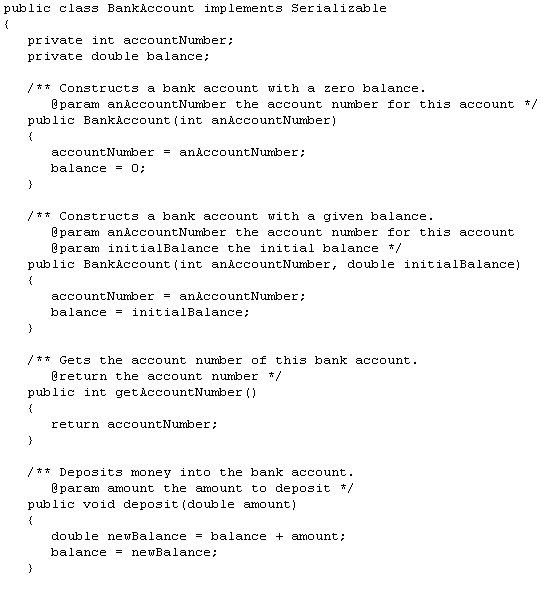 public class BankAccount implements Serializable
{
   private int accountNumber;
   private double balance;

   /** Constructs a bank account with a zero balance.
      @param anAccountNumber the account number for this account */
   public BankAccount(int anAccountNumber)
   {
      accountNumber = anAccountNumber;
      balance = 0;
   }

   /** Constructs a bank account with a given balance.
      @param anAccountNumber the account number for this account
      @param initialBalance the initial balance */
   public BankAccount(int anAccountNumber, double initialBalance)
   {
      accountNumber = anAccountNumber;
      balance = initialBalance;
   }

   /** Gets the account number of this bank account.
      @return the account number */
   public int getAccountNumber()
   {
      return accountNumber;
   }

   /** Deposits money into the bank account.
      @param amount the amount to deposit */
   public void deposit(double amount)
   {
      double newBalance = balance + amount;
      balance = newBalance;
   }